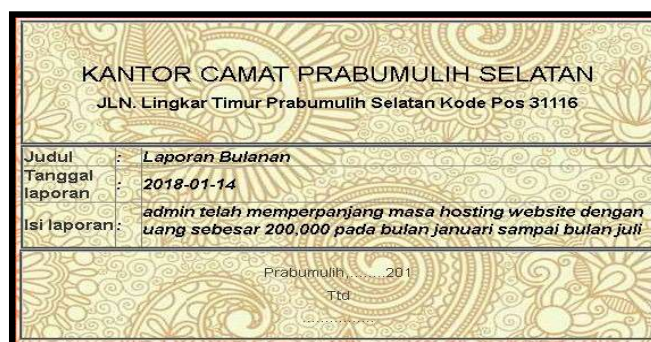 KANTOR CAMAT PRABUMULIH SELATAN
JLN. Lingkar Timur Prabumulih Selatan Kode Pos 31116
Judul : Laporan Bulanan
Tanggal laporan : 2018-01-14
Isi laporan : admin telah memperpanjang masa hosting website dengan
uang sebesar 200,000 pada bulan januari sampai bulan juli
Prabumulih,........201
Ttd
................